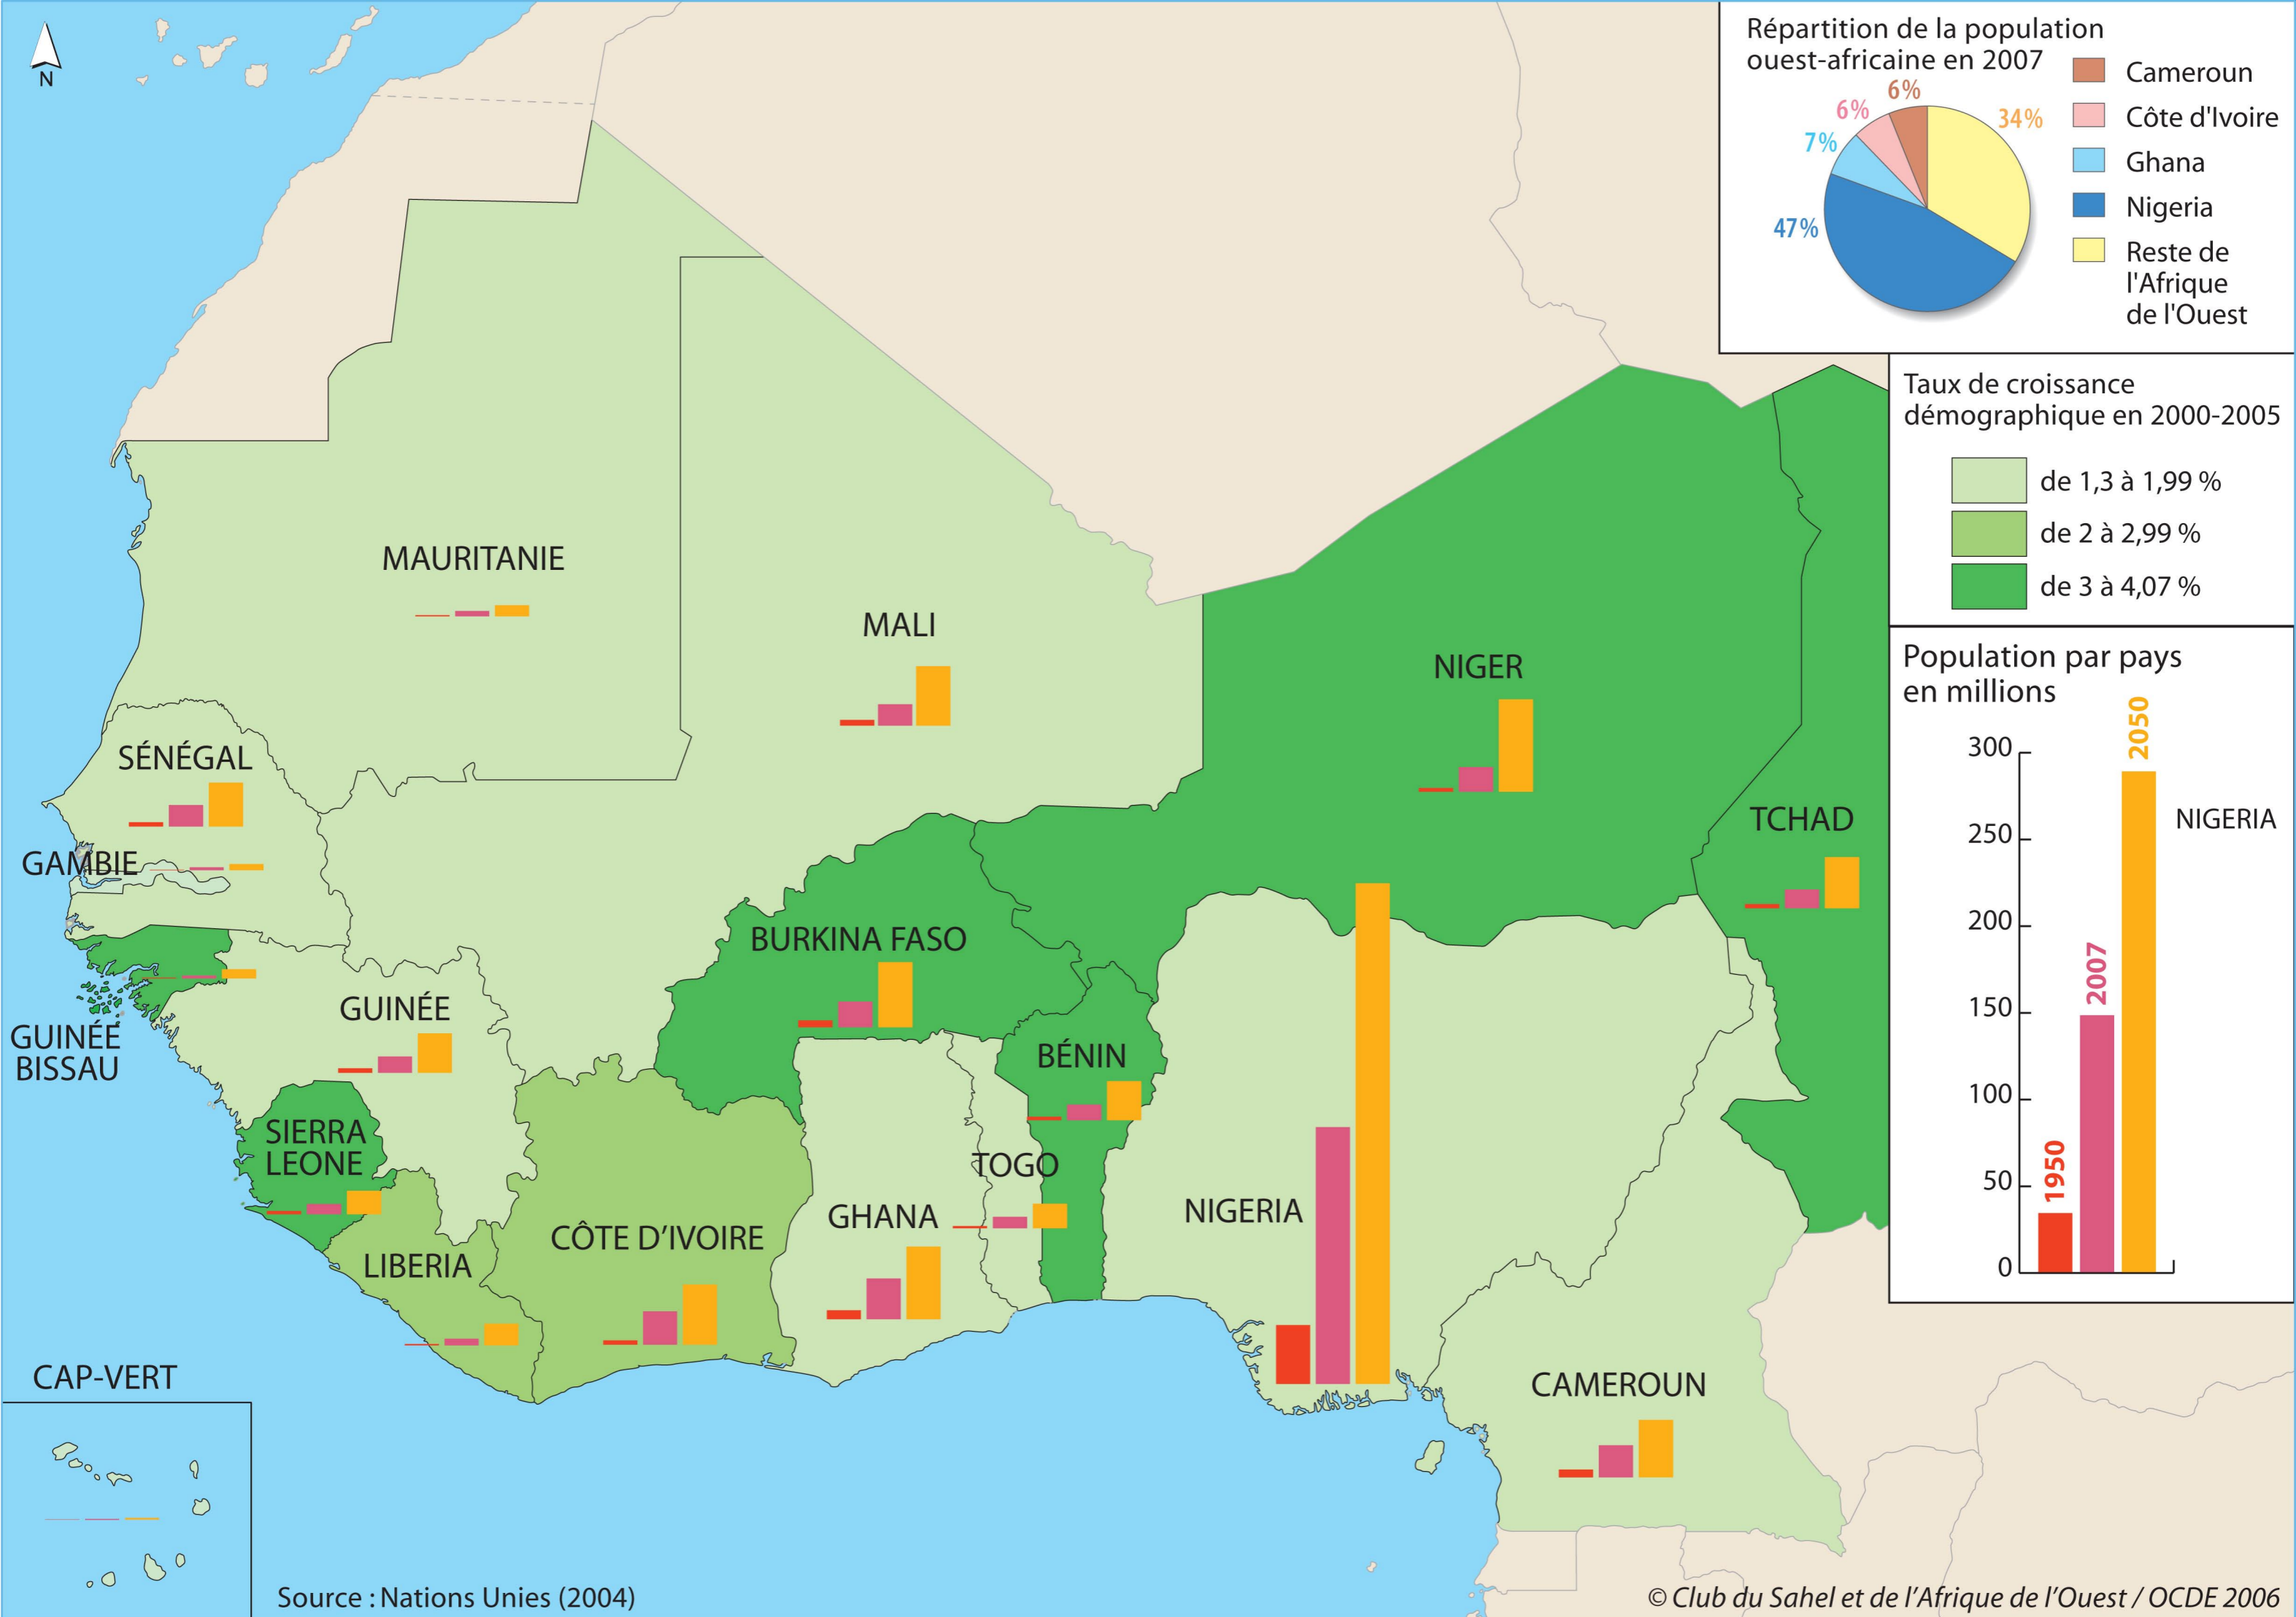 N
Répartition de la population
ouest-africaine en 2007
6%
6%
34%
7%
47%
Cameroun
Côte d'Ivoire
Ghana
Nigeria
Reste de
l'Afrique
de l'Ouest
Taux de croissance
démographique en 2000-2005
de 1,3 à 1,99 %
de 2 à 2,99 %
de 3 à 4,07 %
Population par pays
en millions
300
250
200
150
100
50
0
1950
2007
2050
NIGERIA
MAURITANIE
MALI
NIGER
TCHAD
SÉNÉGAL
GAMBIE
BURKINA FASO
GUINÉE
GUINÉE
BISSAU
BÉNIN
SIERRA
LEONE
TOGO
GHANA
NIGERIA
CÔTE D’IVOIRE
LIBERIA
CAP-VERT
CAMEROUN
Source : Nations Unies (2004)
© Club du Sahel et de l’Afrique de l’Ouest / OCDE 2006